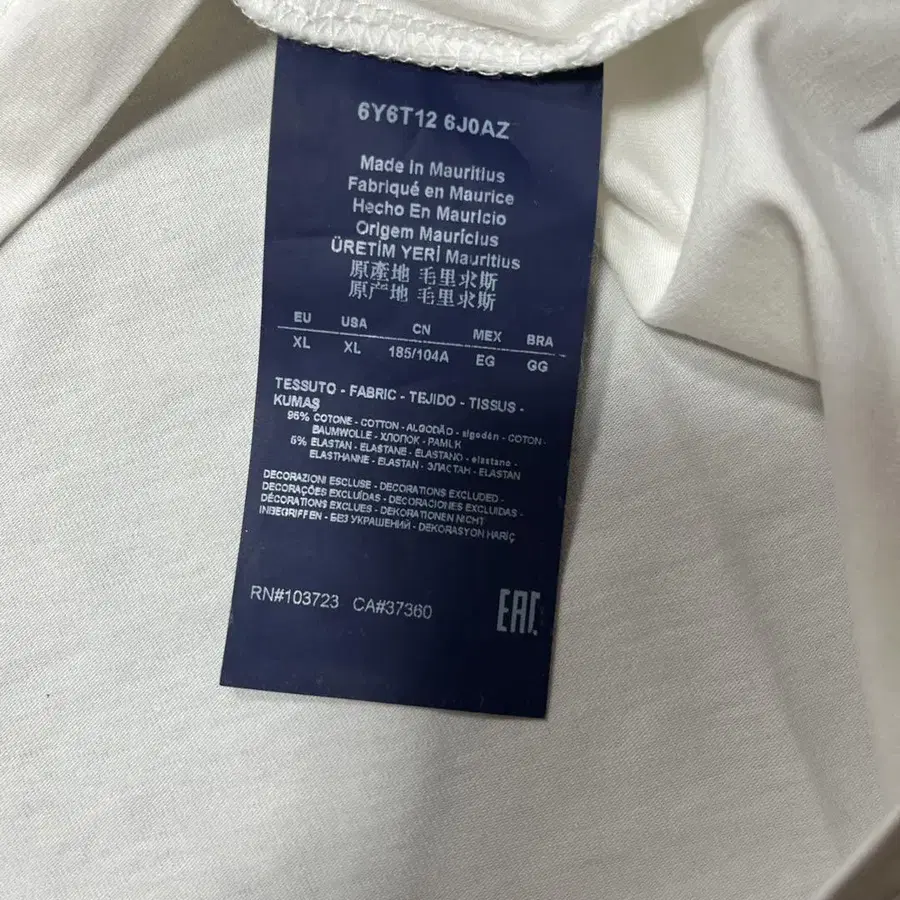 6Y6T12 6J0AZ
Made in Mauritius
Fabriqué en Maurice
Hecho En Mauricio
Origem Maurícius
ÜRETİM YERİ Mauritius
原產地 毛里求斯
原产地 毛里求斯
EU USA CN MEX BRA
XL XL 185/104A EG GG
TESSUTO - FABRIC - TEJIDO - TISSUS -
KUMAŞ
95% COTONE - COTTON - ALGODÃO - algodón - COTON -
BAUMWOLLE - ХЛОПОК - PAMUK
5% ELASTAN - ELASTANE - ELASTANO - elastano -
ELASTHANNE - ELASTAN - ЭЛАСТАН - ELASTAN
DECORAZIONI ESCLUSE - DECORATIONS EXCLUDED -
DECORAÇÕES EXCLUÍDAS - DECORACIONES EXCLUIDAS -
DÉCORATIONS EXCLUES - DEKORATIONEN NICHT
INBEGRIFFEN - БЕЗ УКРАШЕНИЙ - DEKORASYON HARİÇ
RN#103723 CA#37360
EAC